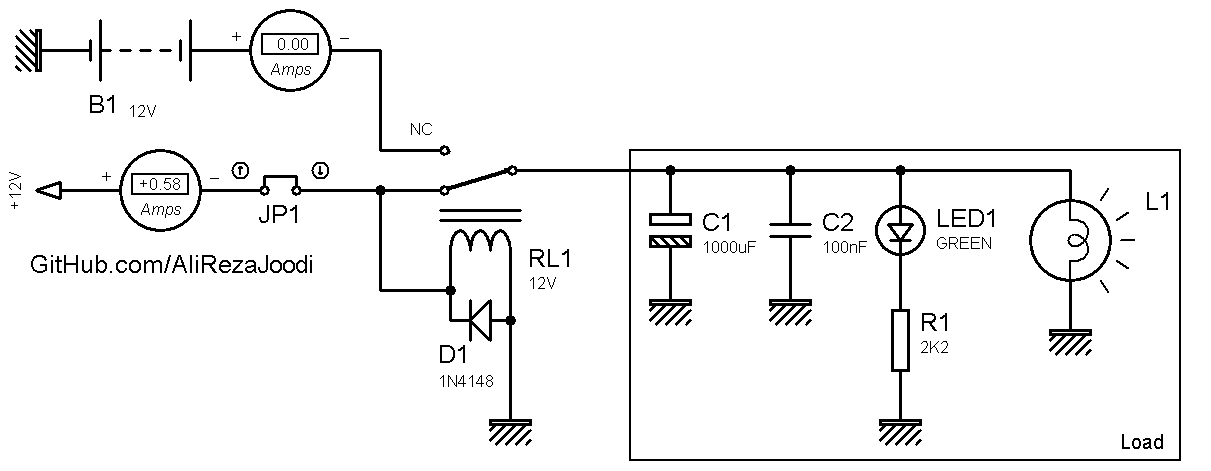 + 0.00 −
Amps
B1 12V
NC
+12V
+ +0.58 −
Amps
JP1
GitHub.com/AliRezaJoodi
RL1
12V
D1
1N4148
C1
1000uF
C2
100nF
LED1
GREEN
L1
R1
2K2
Load